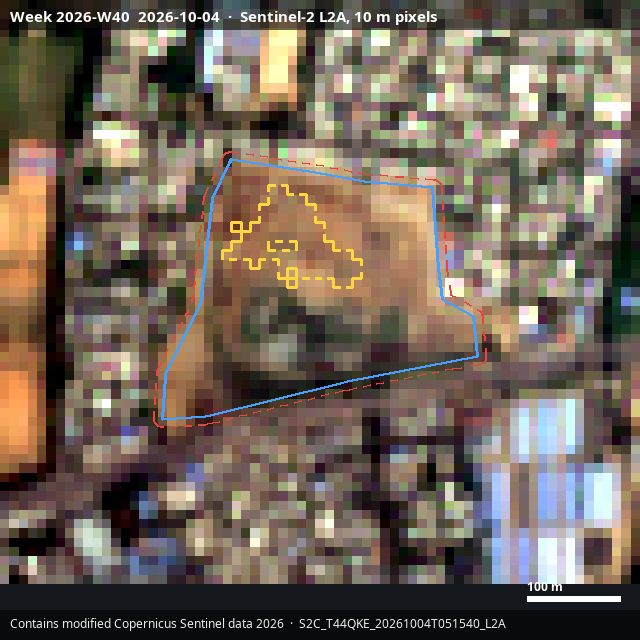 Week 2026-W40  2026-10-04  ·  Sentinel-2 L2A, 10 m pixels
100 m
Contains modified Copernicus Sentinel data 2026  ·  S2C_T44QKE_20261004T051540_L2A